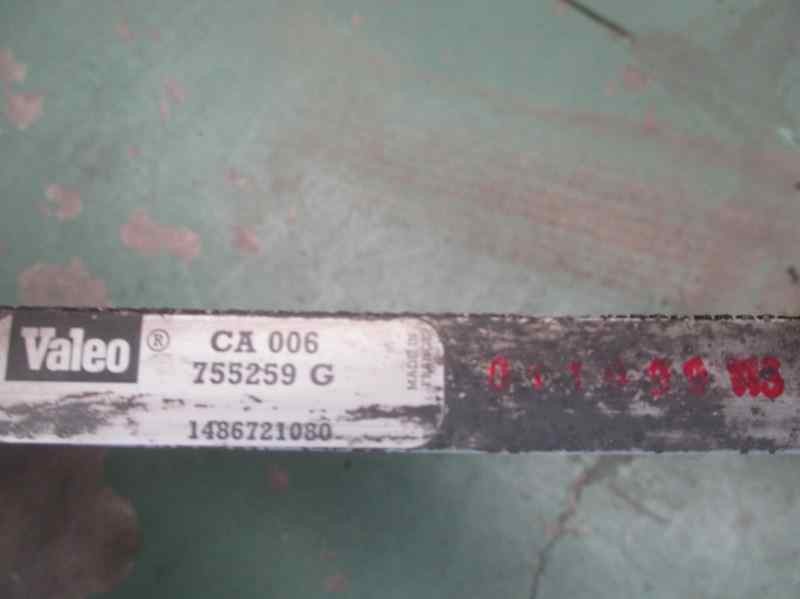 Valeo ® CA 006
755259 G
1486721080
MADE IN
FRANCE